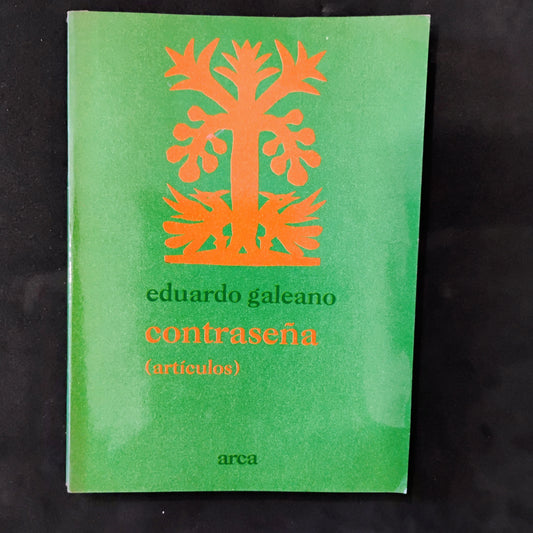 eduardo galeano
contraseña
(artículos)
arca